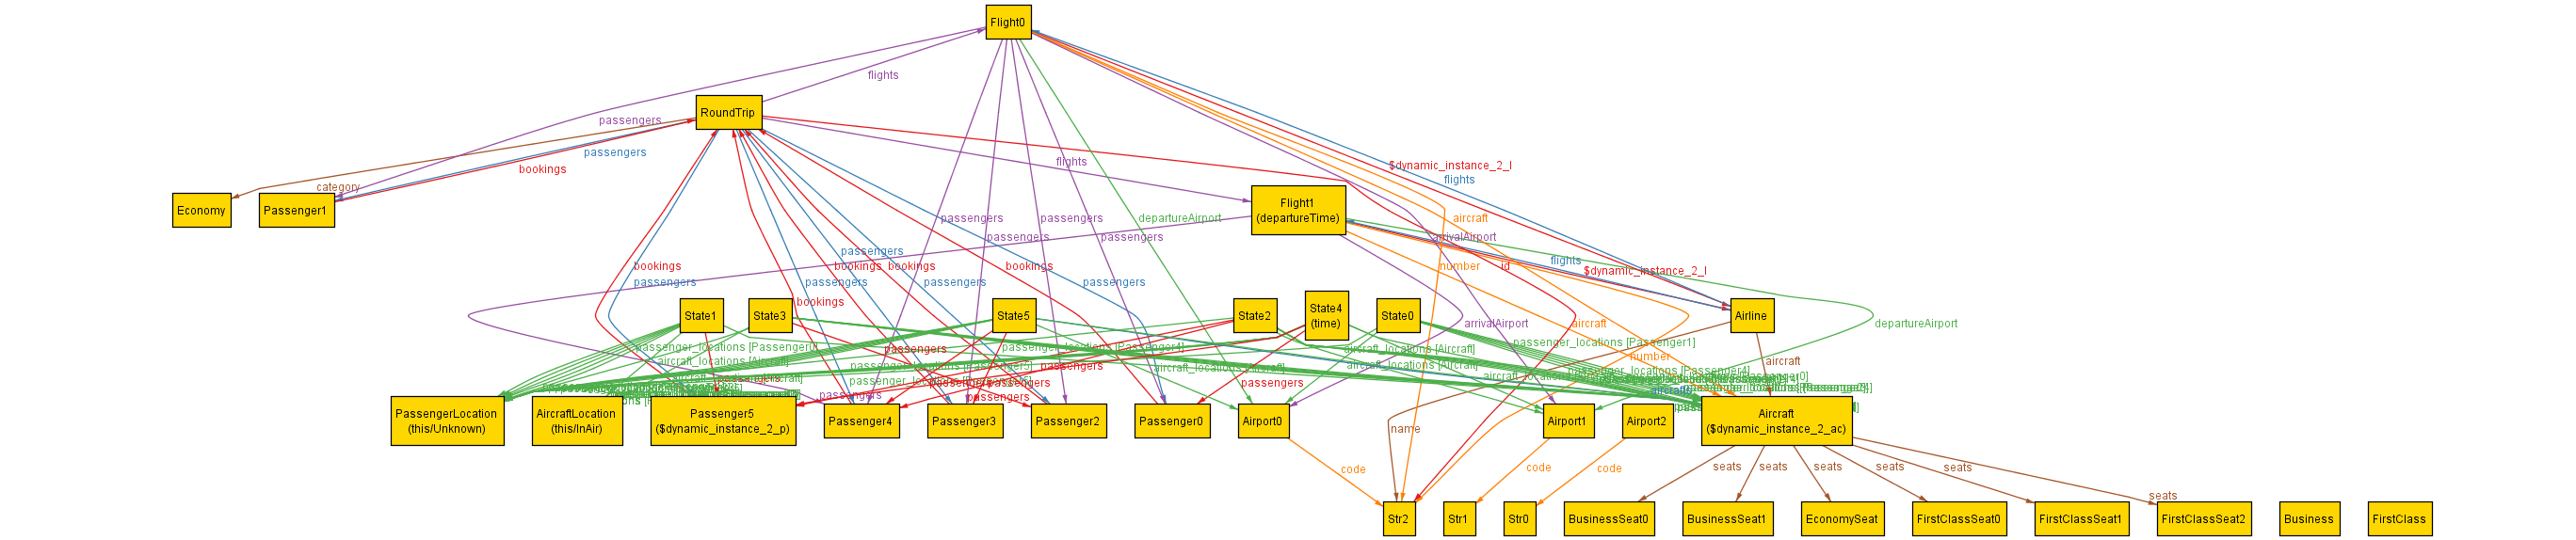 Flight0
flights
RoundTrip
passengers
passengers
flights
bookings
$dynamic_instance_2_l
flights
category
Economy
Passenger1
Flight1
(departureTime)
passengers
passengers
passengers
passengers
departureAirport
aircraft
arrivalAirport
passengers
bookings
passengers
passengers
bookings
bookings
passengers
bookings
passengers
number
id
flights
$dynamic_instance_2_l
bookings
State1
State3
State5
State2
State4
(time)
State0
Airline
arrivalAirport
aircraft
departureAirport
passenger_locations [Passenger0]
passengers
passenger_locations [Passenger4]
aircraft_locations [Aircraft]
passenger_locations [Passenger1]
number
aircraft_locations [Aircraft]
aircraft_locations [Aircraft]
aircraft
passengers
passenger_locations [Passenger4]
passengers
passengers
passengers
PassengerLocation
(this/Unknown)
AircraftLocation
(this/InAir)
Passenger5
($dynamic_instance_2_p)
Passenger4
Passenger3
Passenger2
Passenger0
Airport0
Airport1
Airport2
Aircraft
($dynamic_instance_2_ac)
name
code
code
code
seats
seats
seats
seats
seats
seats
Str2
Str1
Str0
BusinessSeat0
BusinessSeat1
EconomySeat
FirstClassSeat0
FirstClassSeat1
FirstClassSeat2
Business
FirstClass